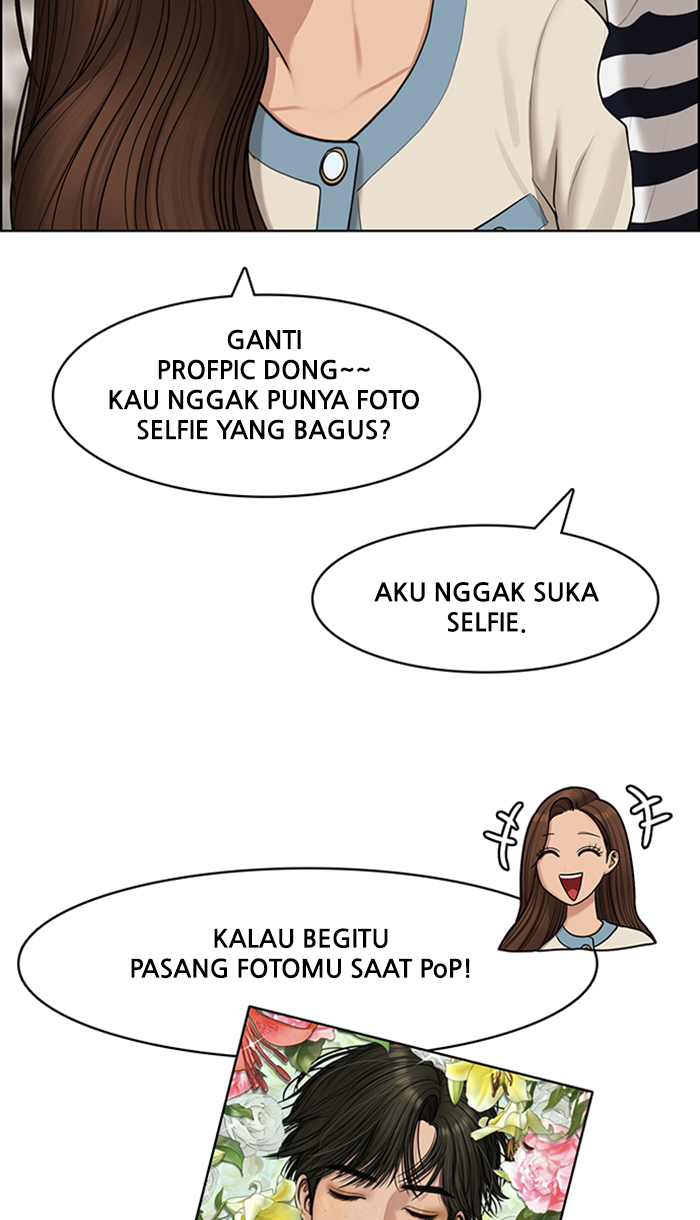 GANTI
PROFPIC DONG~~
KAU NGGAK PUNYA FOTO
SELFIE YANG BAGUS?
AKU NGGAK SUKA
SELFIE.
KALAU BEGITU
PASANG FOTOMU SAAT PoP!